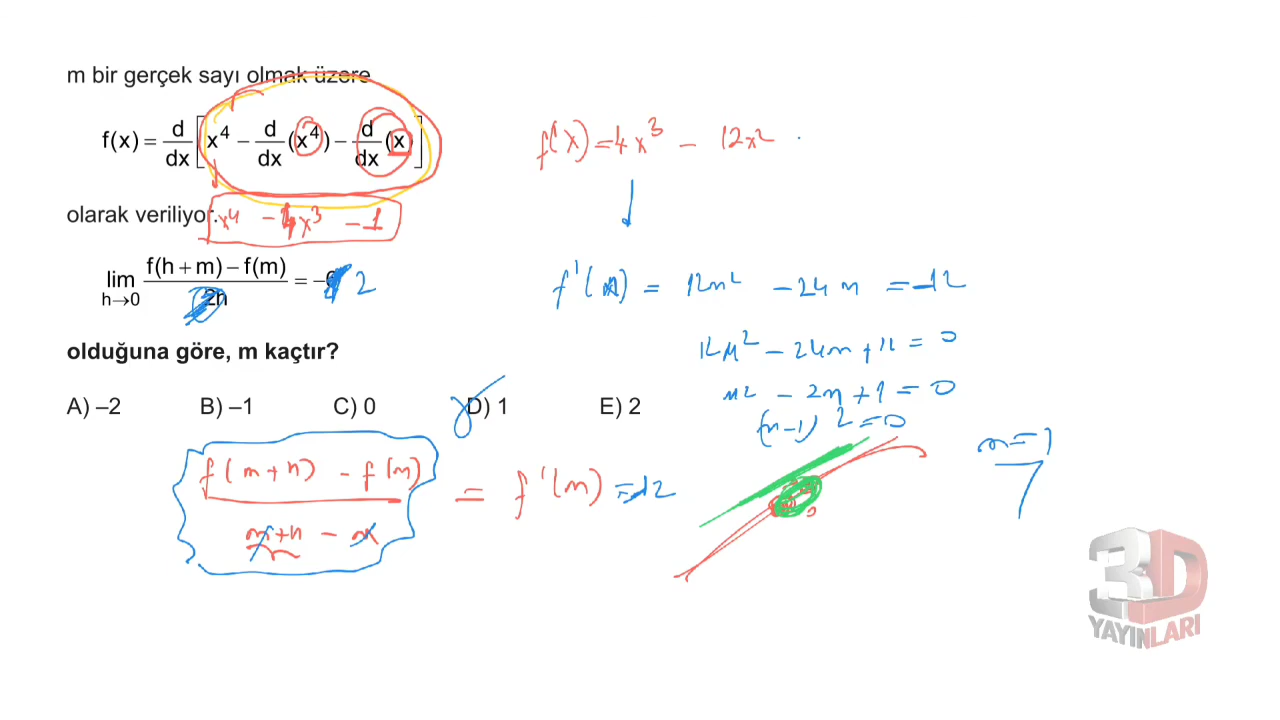 m bir gerçek sayı olmak üzere
f(x) = d/dx [ x⁴ − d/dx (x⁴) − d/dx (x) ]
f(x) = 4x³ − 12x²
olarak veriliyor.
x⁴ − 4x³ − 1
lim h→0 f(h + m) − f(m) / 2h = −6
12
f'(m) = 12m² − 24m = −12
12m² − 24m + 12 = 0
m² − 2m + 1 = 0
(m − 1)² = 0
m = 1
olduğuna göre, m kaçtır?
A) –2 B) –1 C) 0 D) 1 E) 2
f(m+h) − f(m) / m+h − m = f'(m) = −12
3D
YAYINLARI